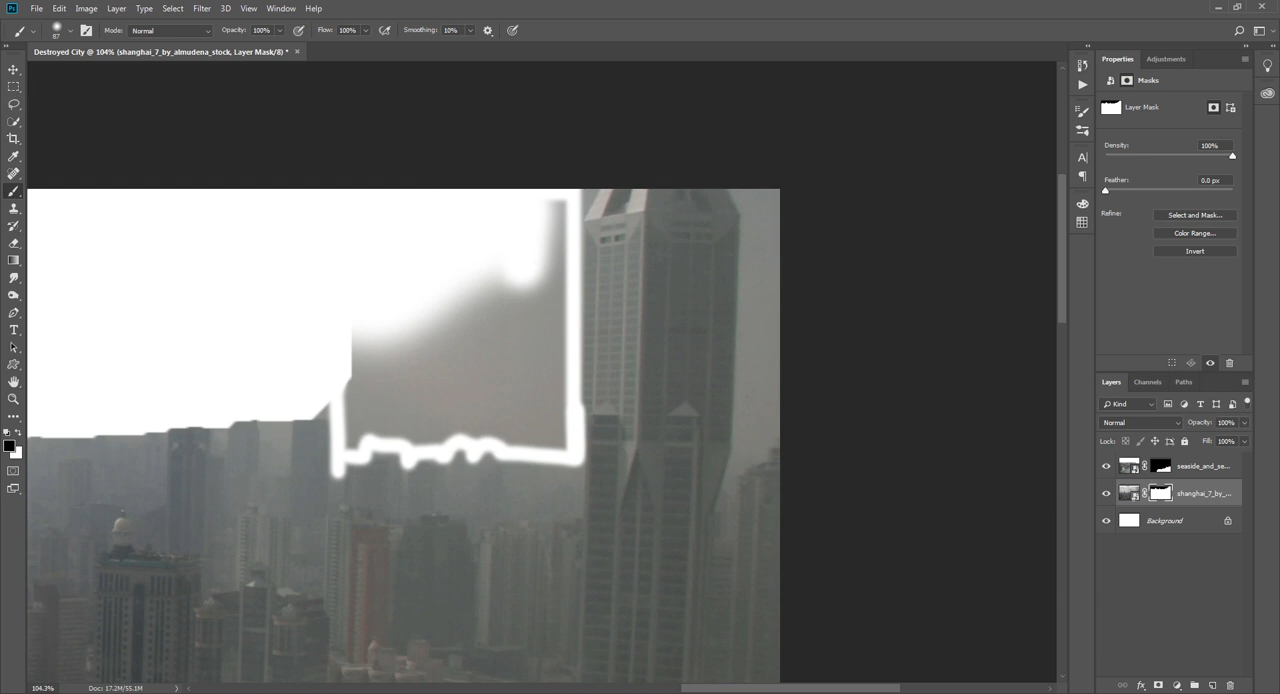 Ps File Edit Image Layer Type Select Filter 3D View Window Help
87 Mode: Normal Opacity: 100% Flow: 100% Smoothing: 10%
Destroyed City @ 104% (shanghai_7_by_almudena_stock, Layer Mask/8) * ×
Properties Adjustments
Masks
Layer Mask
Density: 100%
Feather: 0.0 px
Refine: Select and Mask...
Color Range...
Invert
Layers Channels Paths
Kind
Normal Opacity: 100%
Lock: Fill: 100%
seaside_and_se...
shanghai_7_by_...
Background
104.3% Doc: 17.2M/55.1M